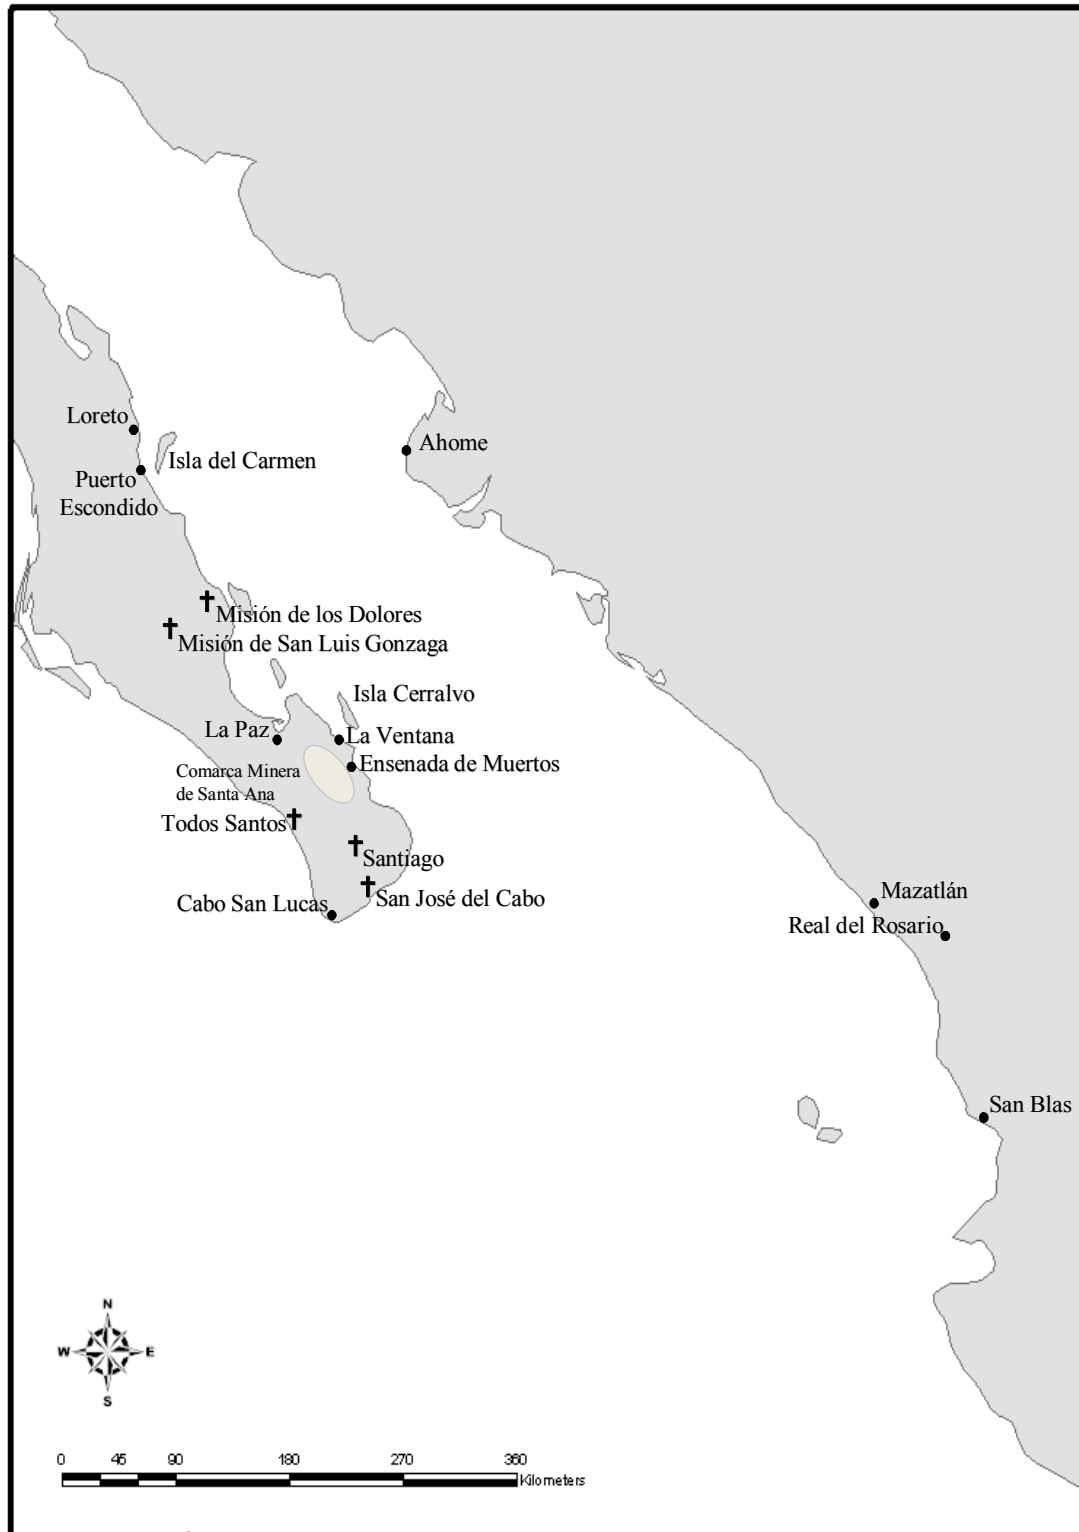 Loreto
Ahome
Isla del Carmen
Puerto
Escondido
Misión de los Dolores
Misión de San Luis Gonzaga
Isla Cerralvo
La Paz
La Ventana
Ensenada de Muertos
Comarca Minera
de Santa Ana
Todos Santos
Santiago
San José del Cabo
Cabo San Lucas
Mazatlán
Real del Rosario
San Blas
N
W E
S
0 45 90 180 270 360
Kilometers